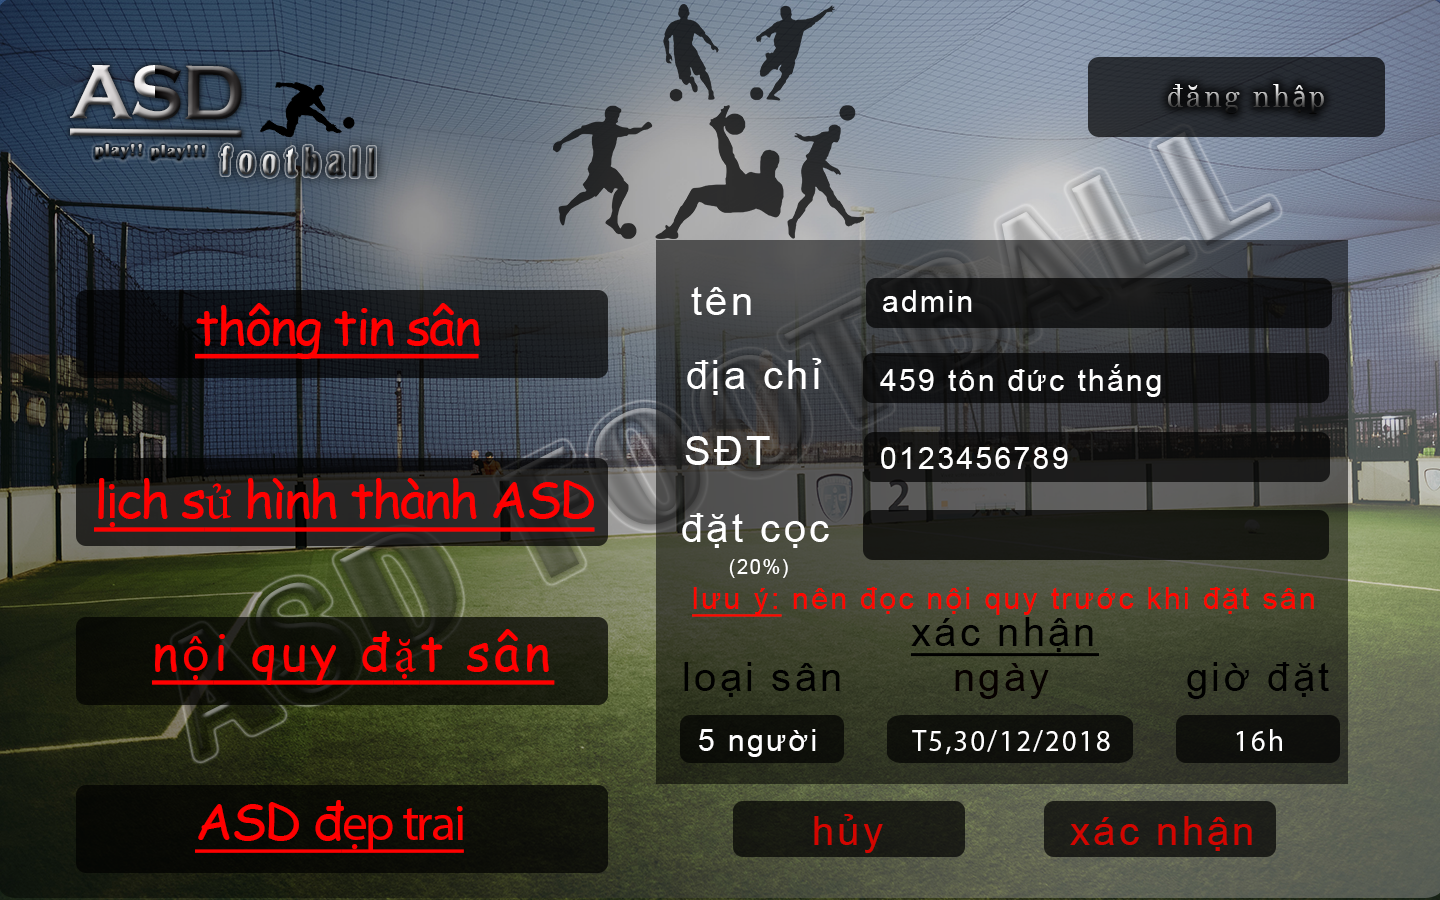 ASD
play!! play!!!
football
đăng nhập
thông tin sân
lịch sử hình thành ASD
nội quy đặt sân
ASD đẹp trai
ASD FOOTBALL
tên
admin
địa chỉ
459 tôn đức thắng
SĐT
0123456789
2
đặt cọc
(20%)
lưu ý: nên đọc nội quy trước khi đặt sân
xác nhận
loại sân
ngày
giờ đặt
5 người
T5,30/12/2018
16h
hủy
xác nhận